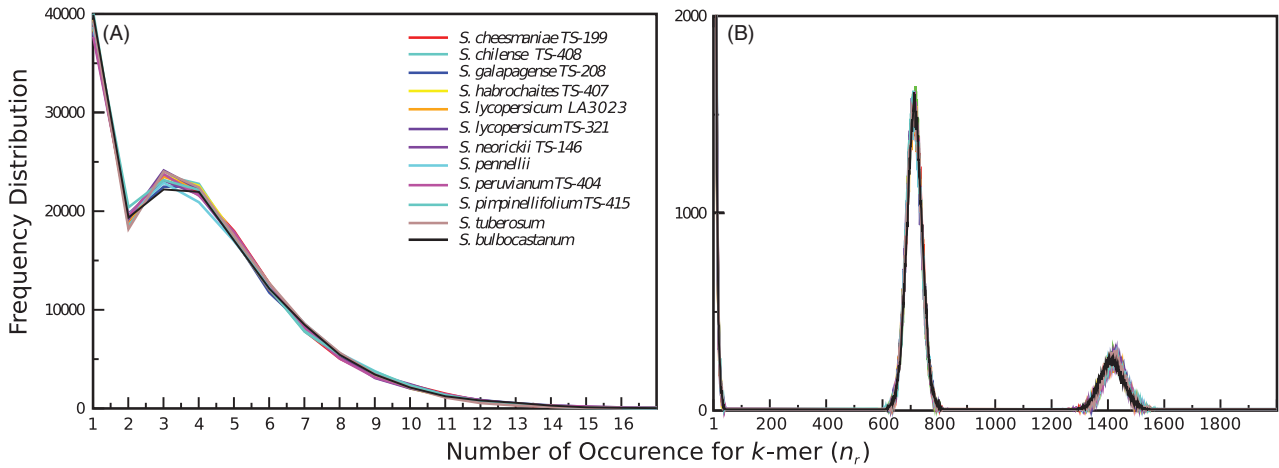 Frequency Distribution
40000
30000
20000
10000
0
(A)
S. cheesmaniae TS-199
S. chilense TS-408
S. galapagense TS-208
S. habrochaites TS-407
S. lycopersicum LA3023
S. lycopersicum TS-321
S. neorickii TS-146
S. pennellii
S. peruvianum TS-404
S. pimpinellifolium TS-415
S. tuberosum
S. bulbocastanum
1 2 3 4 5 6 7 8 9 10 11 12 13 14 15 16
2000
1000
0
(B)
1 200 400 600 800 1000 1200 1400 1600 1800
Number of Occurence for k-mer (nr)